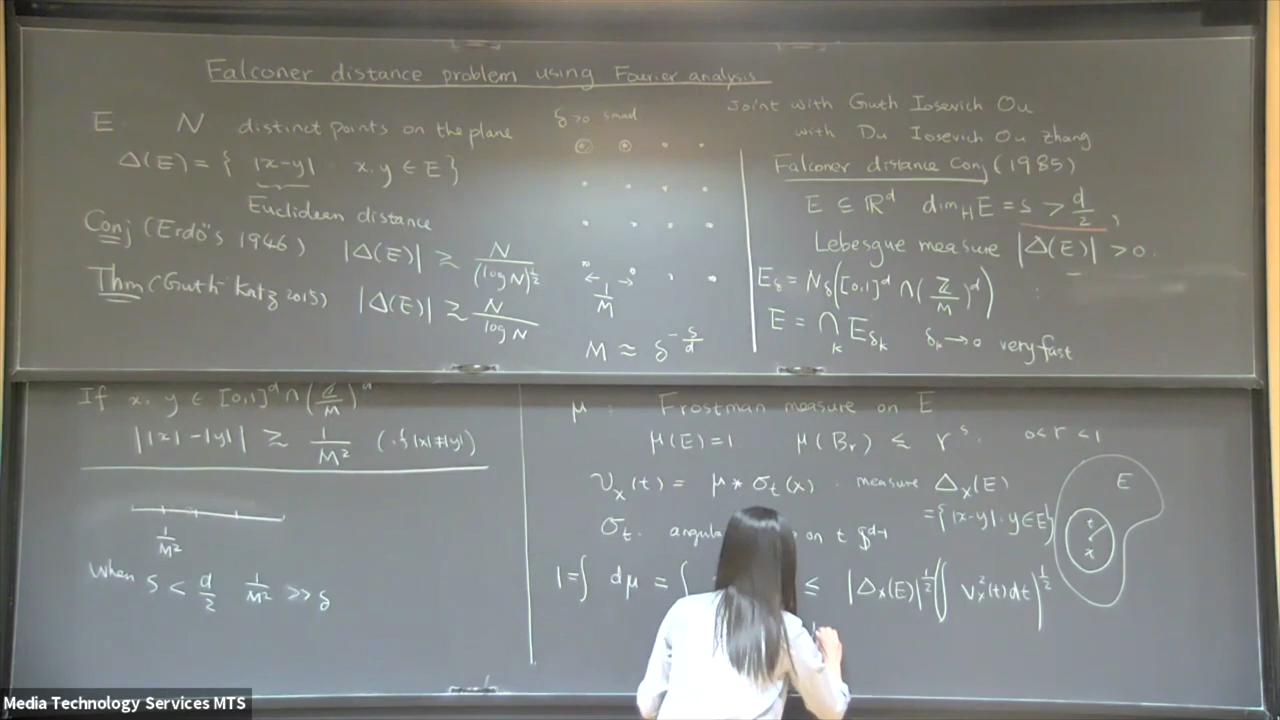 Falconer distance problem using Fourier analysis
E. N distinct points on the plane
Δ(E) = { |x-y| x.y ∈ E }
Euclidean distance
Conj (Erdő"s 1946) |Δ(E)| ≳ N/(log N)^{1/2}
Thm (Guth-Katz 2015) |Δ(E)| ≳ N/log N
δ>0 small
1/M
M ≈ δ^{-s/d}
Joint with Guth Iosevich Ou
with Du Iosevich Ou Zhang
Falconer distance Conj (1985)
E ⊆ ℝ^d dim_H E = s > d/2,
Lebesgue measure |Δ(E)| > 0.
E_δ = N_δ([0,1]^d ∩ (ℤ/M)^d)
E = ∩_k E_{δ_k} δ_k → 0 very fast
If x, y ∈ [0,1]^d ∩ (ℤ/M)^d
||x| - |y|| ≳ 1/M² (if |x|≠|y|)
1/M²
When s < d/2 1/M² >> δ
μ: Frostman measure on E
μ(E)=1 μ(B_r) ≲ r^s. 0<r<1
ν_x(t) = μ * σ_t(x). measure Δ_x(E)
= {|x-y|. y∈E}
σ_t. on t S^{d-1}
1 = ∫ dμ = ∫ ≤ |Δ_x(E)|^{1/2} (∫ ν_x²(t)dt)^{1/2}
E
t
x
Media Technology Services MTS